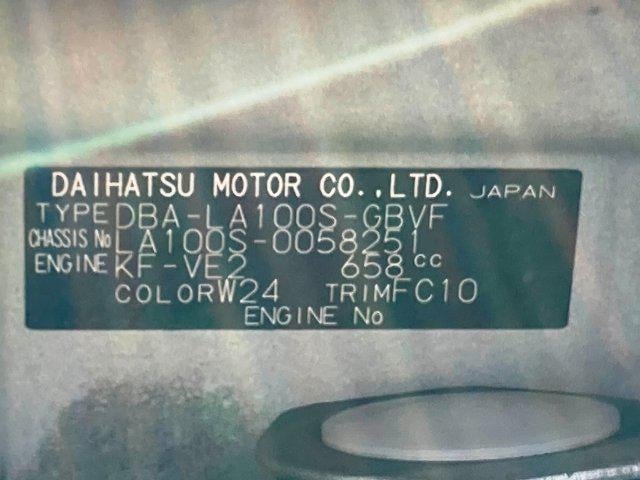 DAIHATSU MOTOR CO.,LTD. JAPAN
TYPE DBA-LA100S-GBVF
CHASSIS No LA100S-0058251
ENGINE KF-VE2 658 cc
COLOR W24 TRIM FC10
ENGINE No